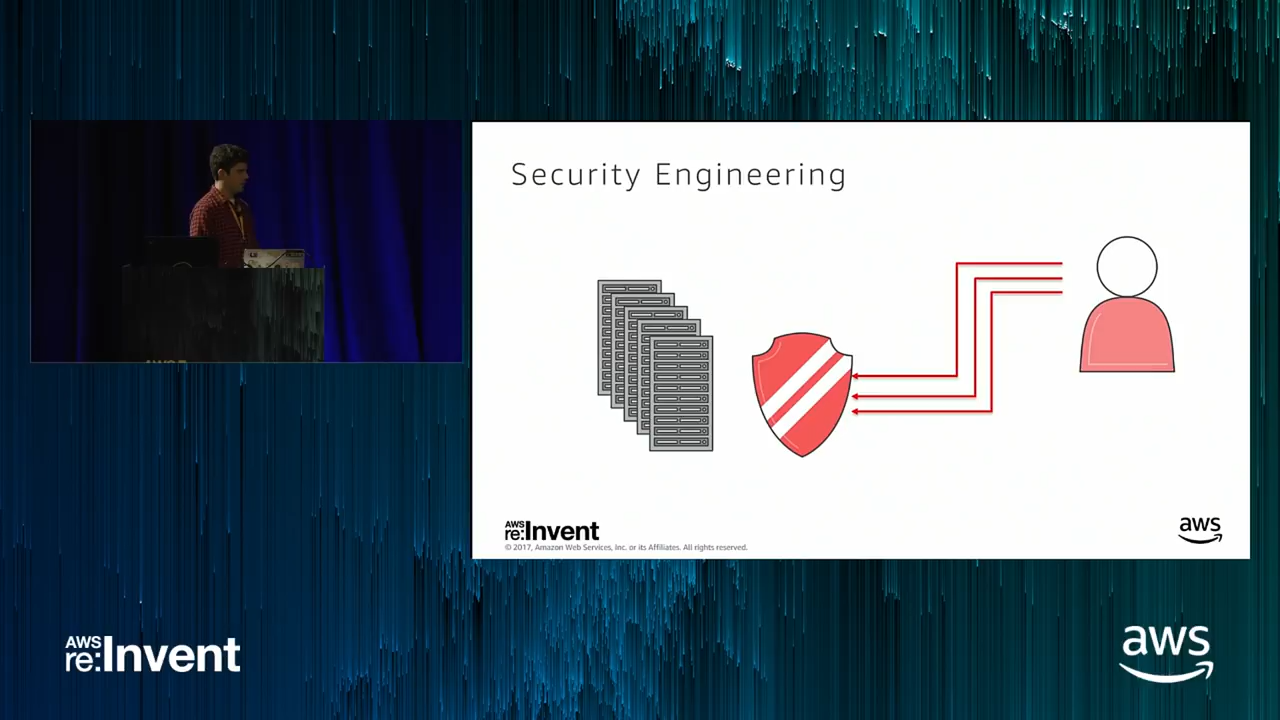 Security Engineering
AWS
re:Invent
© 2017, Amazon Web Services, Inc. or its Affiliates. All rights reserved.
aws
AWS
re:Invent
aws